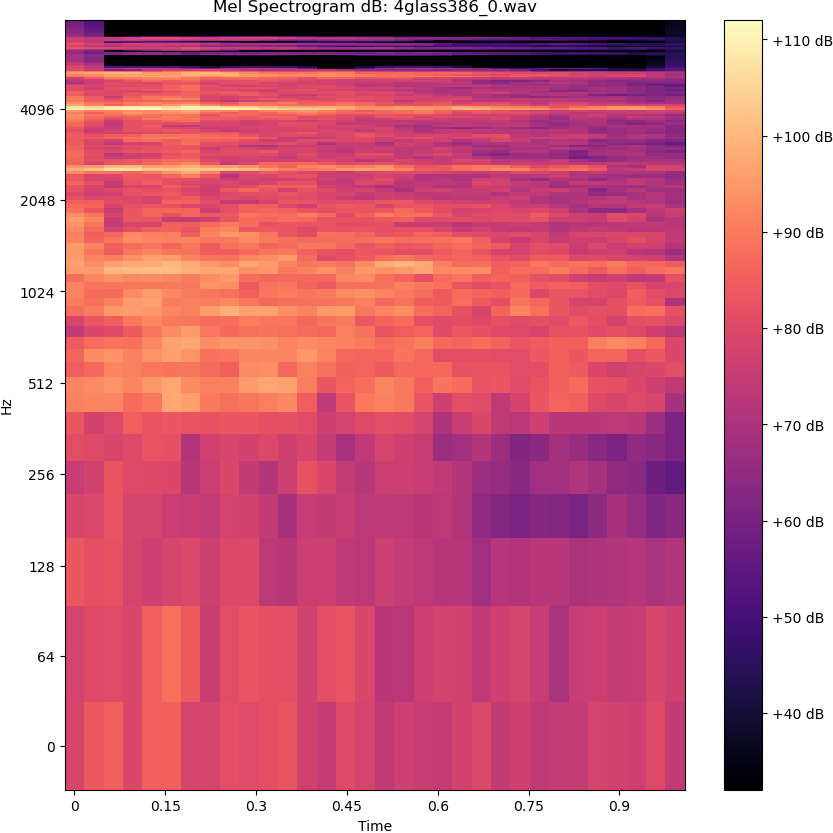 Mel Spectrogram dB: 4glass386_0.wav
+110 dB
4096
+100 dB
2048
+90 dB
1024
+80 dB
512
Hz
+70 dB
256
+60 dB
128
+50 dB
64
+40 dB
0
0 0.15 0.3 0.45 0.6 0.75 0.9
Time